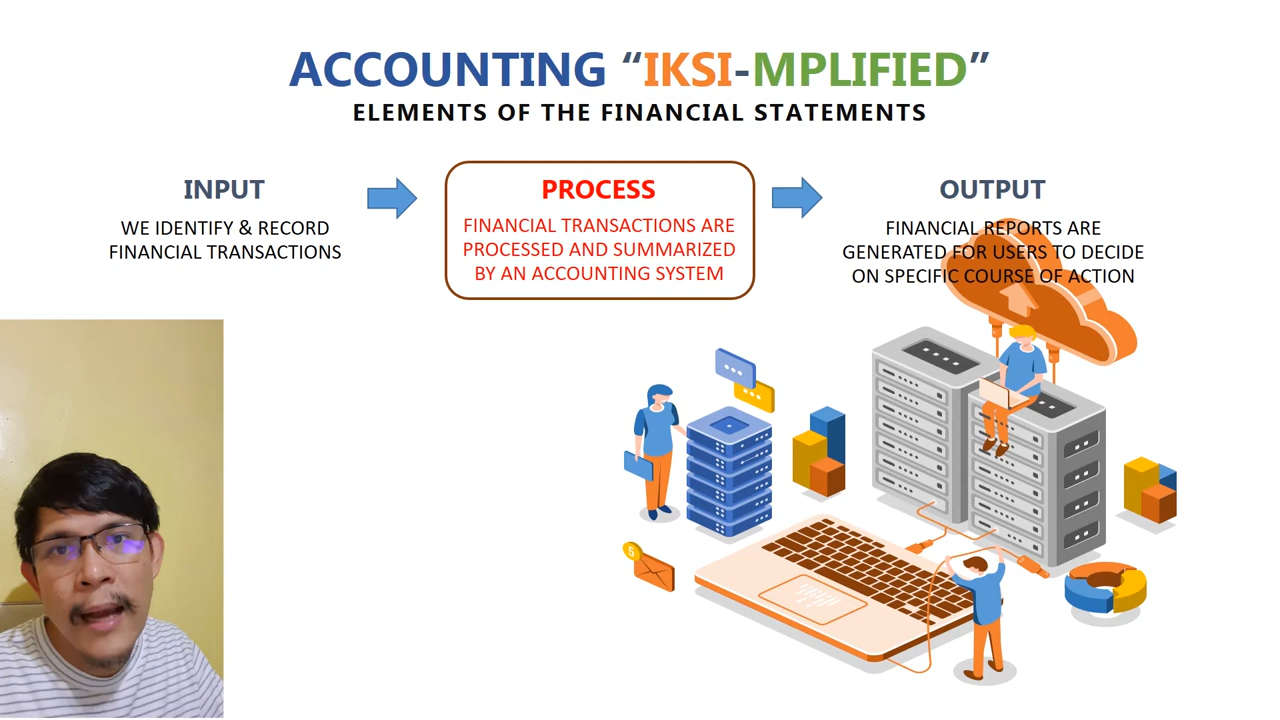 ACCOUNTING “IKSI-MPLIFIED”
ELEMENTS OF THE FINANCIAL STATEMENTS
INPUT
WE IDENTIFY & RECORD
FINANCIAL TRANSACTIONS
PROCESS
FINANCIAL TRANSACTIONS ARE
PROCESSED AND SUMMARIZED
BY AN ACCOUNTING SYSTEM
OUTPUT
FINANCIAL REPORTS ARE
GENERATED FOR USERS TO DECIDE
ON SPECIFIC COURSE OF ACTION
5